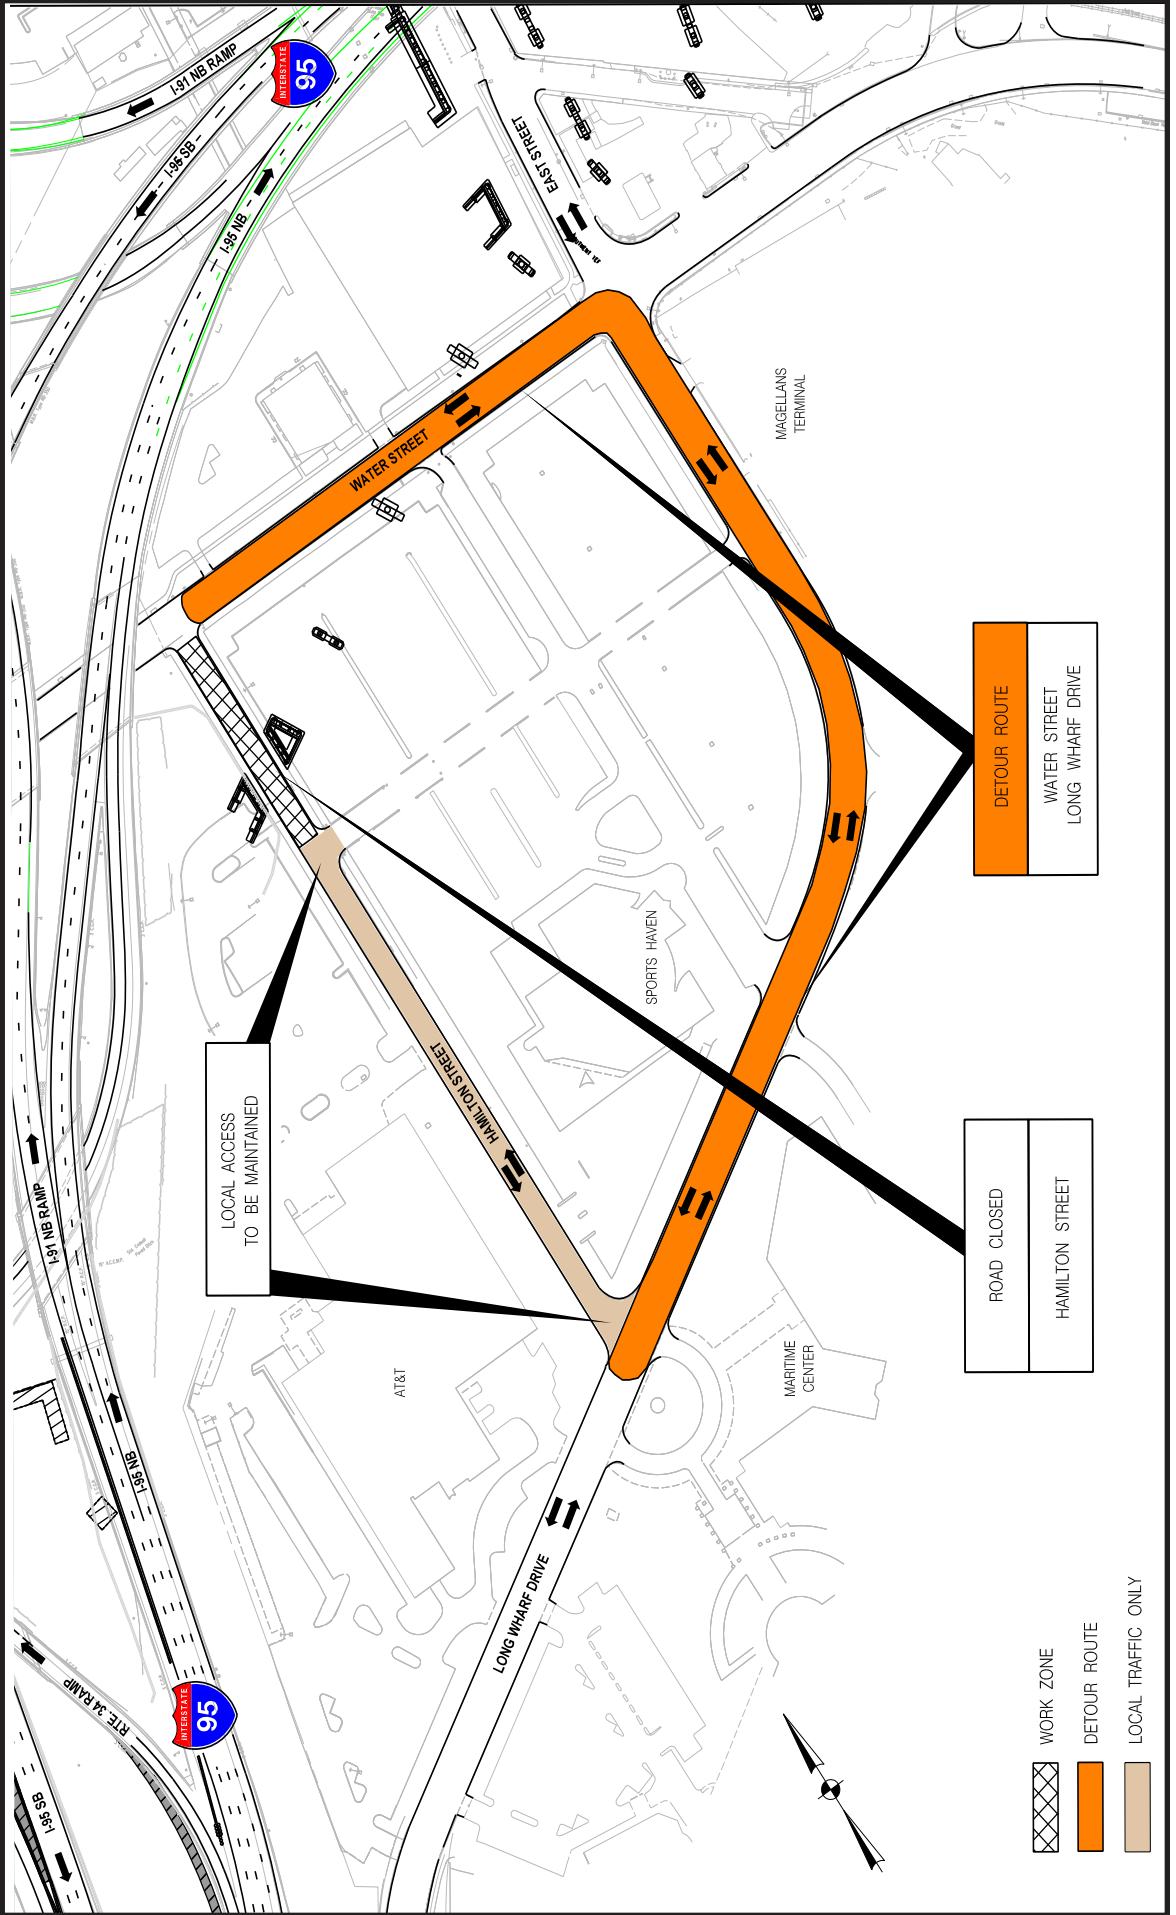 I-91 NB RAMP
INTERSTATE
95
I-96 SB
I-95 NB
EAST STREET
WATER STREET
MAGELLANS
TERMINAL
DETOUR ROUTE
WATER STREET
LONG WHARF DRIVE
SPORTS HAVEN
LOCAL ACCESS
TO BE MAINTAINED
HAMILTON STREET
ROAD CLOSED
HAMILTON STREET
I-91 NB RAMP
AT&T
MARITIME
CENTER
I-95 NB
LONG WHARF DRIVE
RTE. 34 RAMP
INTERSTATE
95
I-95 SB
WORK ZONE
DETOUR ROUTE
LOCAL TRAFFIC ONLY